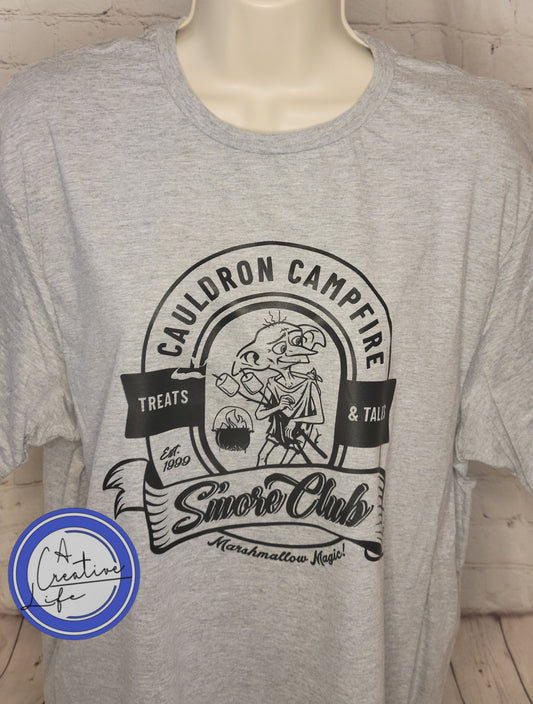 CAULDRON CAMPFIRE
TREATS
& TALES
Est.
1999
S'more Club
Marshmallow Magic!
A
Creative
Life